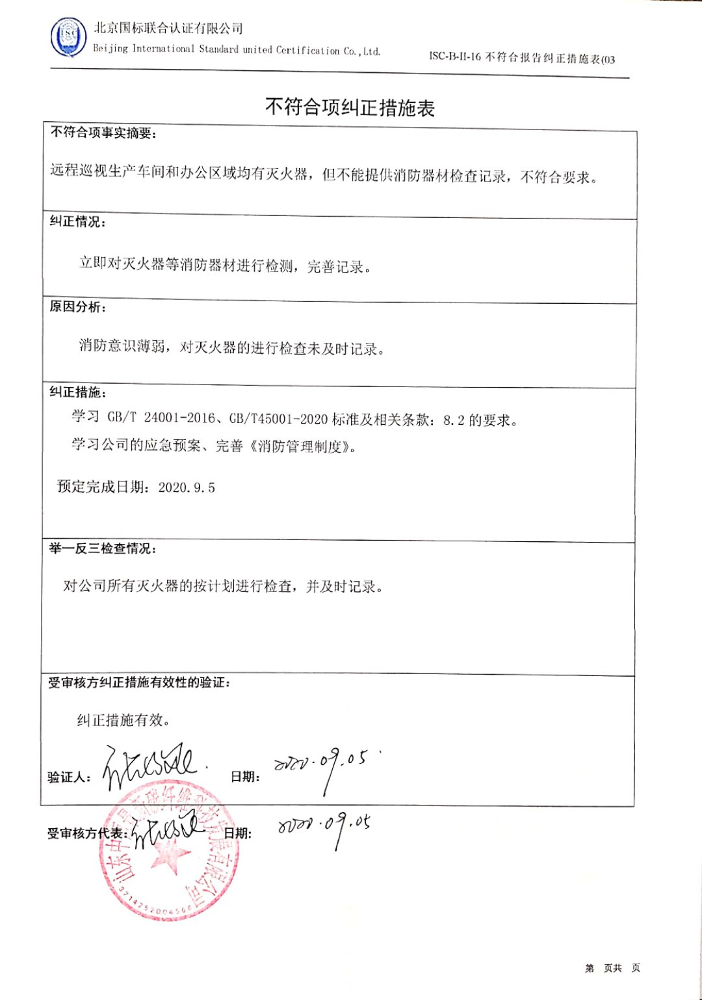 北京国标联合认证有限公司
Beijing International Standard united Certification Co.,Ltd.
ISC-B-II-16 不符合报告纠正措施表(03
ISC
不符合项纠正措施表
不符合项事实摘要：
远程巡视生产车间和办公区域均有灭火器，但不能提供消防器材检查记录，不符合要求。
纠正情况：
立即对灭火器等消防器材进行检测，完善记录。
原因分析：
消防意识薄弱，对灭火器的进行检查未及时记录。
纠正措施：
学习 GB/T 24001-2016、GB/T45001-2020 标准及相关条款：8.2 的要求。
学习公司的应急预案、完善《消防管理制度》。
预定完成日期：2020.9.5
举一反三检查情况：
对公司所有灭火器的按计划进行检查，并及时记录。
受审核方纠正措施有效性的验证：
纠正措施有效。
验证人： 日期： 2020.09.05
受审核方代表： 日期： 2020.09.05
第 页共 页